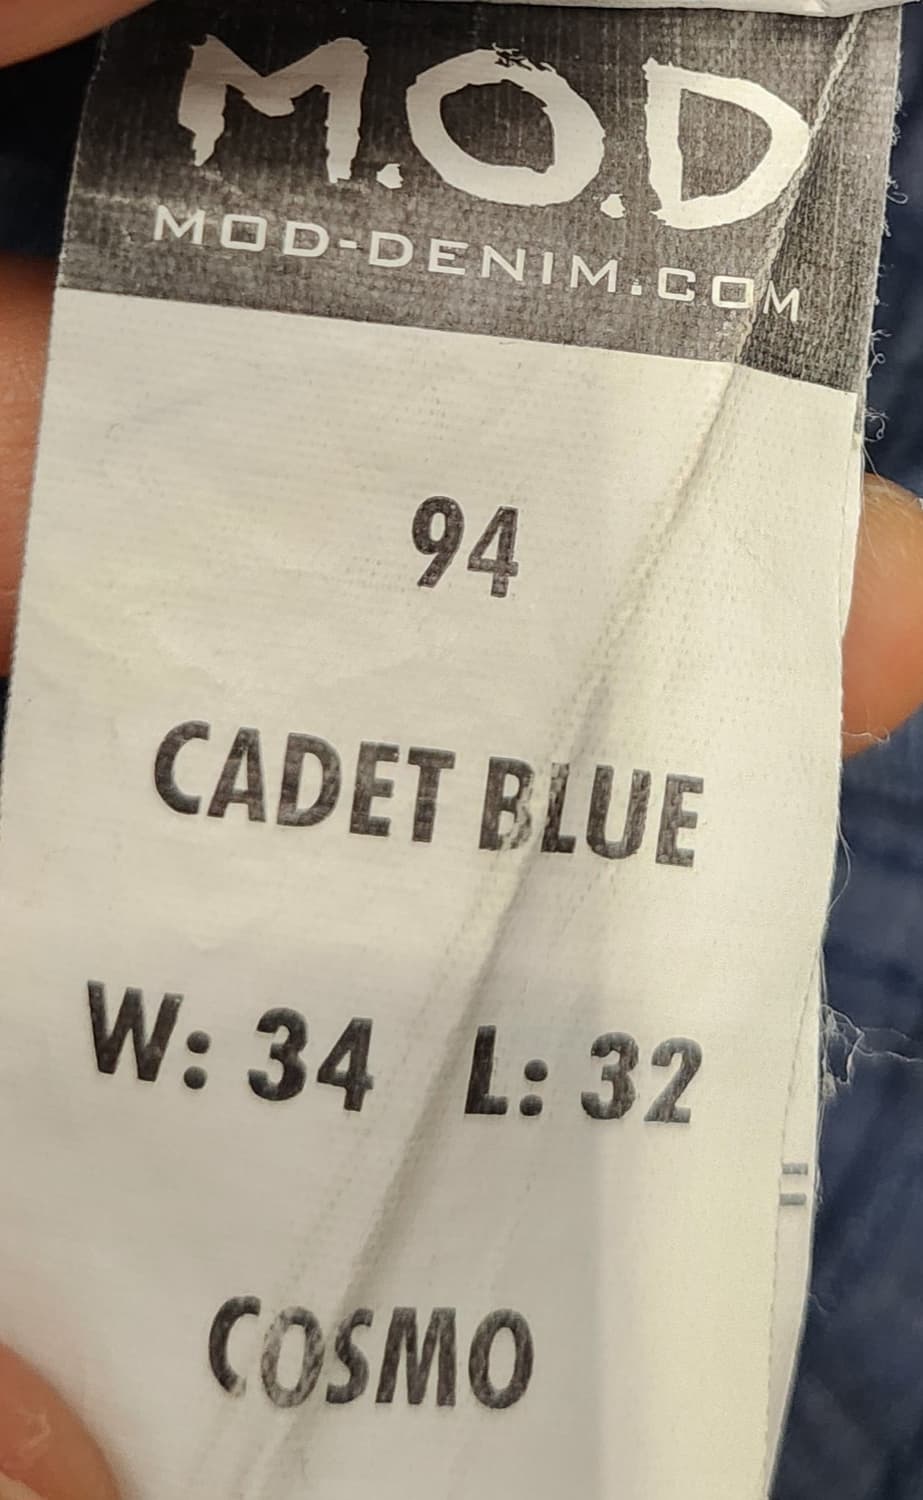 M.O.D
MOD-DENIM.COM
94
CADET BLUE
W: 34 L: 32
COSMO